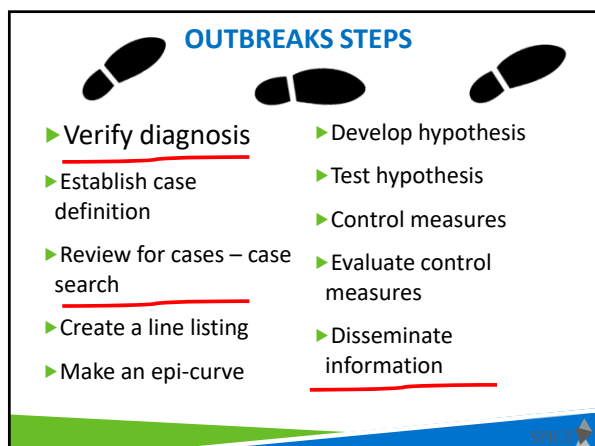 OUTBREAKS STEPS
▶Verify diagnosis
▶Establish case
definition
▶Review for cases – case
search
▶Create a line listing
▶Make an epi-curve
▶Develop hypothesis
▶Test hypothesis
▶Control measures
▶Evaluate control
measures
▶Disseminate
information